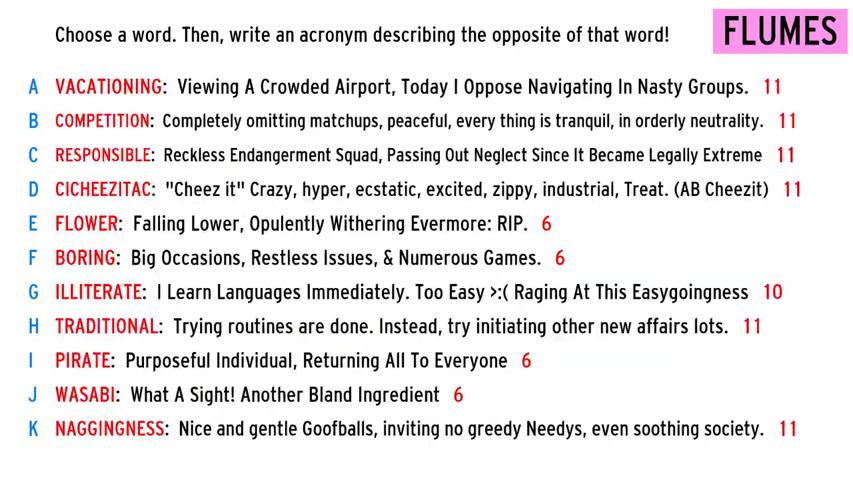 Choose a word. Then, write an acronym describing the opposite of that word!
FLUMES
A VACATIONING: Viewing A Crowded Airport, Today I Oppose Navigating In Nasty Groups. 11
B COMPETITION: Completely omitting matchups, peaceful, every thing is tranquil, in orderly neutrality. 11
C RESPONSIBLE: Reckless Endangerment Squad, Passing Out Neglect Since It Became Legally Extreme 11
D CICHEEZITAC: "Cheez it" Crazy, hyper, ecstatic, excited, zippy, industrial, Treat. (AB Cheezit) 11
E FLOWER: Falling Lower, Opulently Withering Evermore: RIP. 6
F BORING: Big Occasions, Restless Issues, & Numerous Games. 6
G ILLITERATE: I Learn Languages Immediately. Too Easy >:( Raging At This Easygoingness 10
H TRADITIONAL: Trying routines are done. Instead, try initiating other new affairs lots. 11
I PIRATE: Purposeful Individual, Returning All To Everyone 6
J WASABI: What A Sight! Another Bland Ingredient 6
K NAGGINGNESS: Nice and gentle Goofballs, inviting no greedy Needys, even soothing society. 11